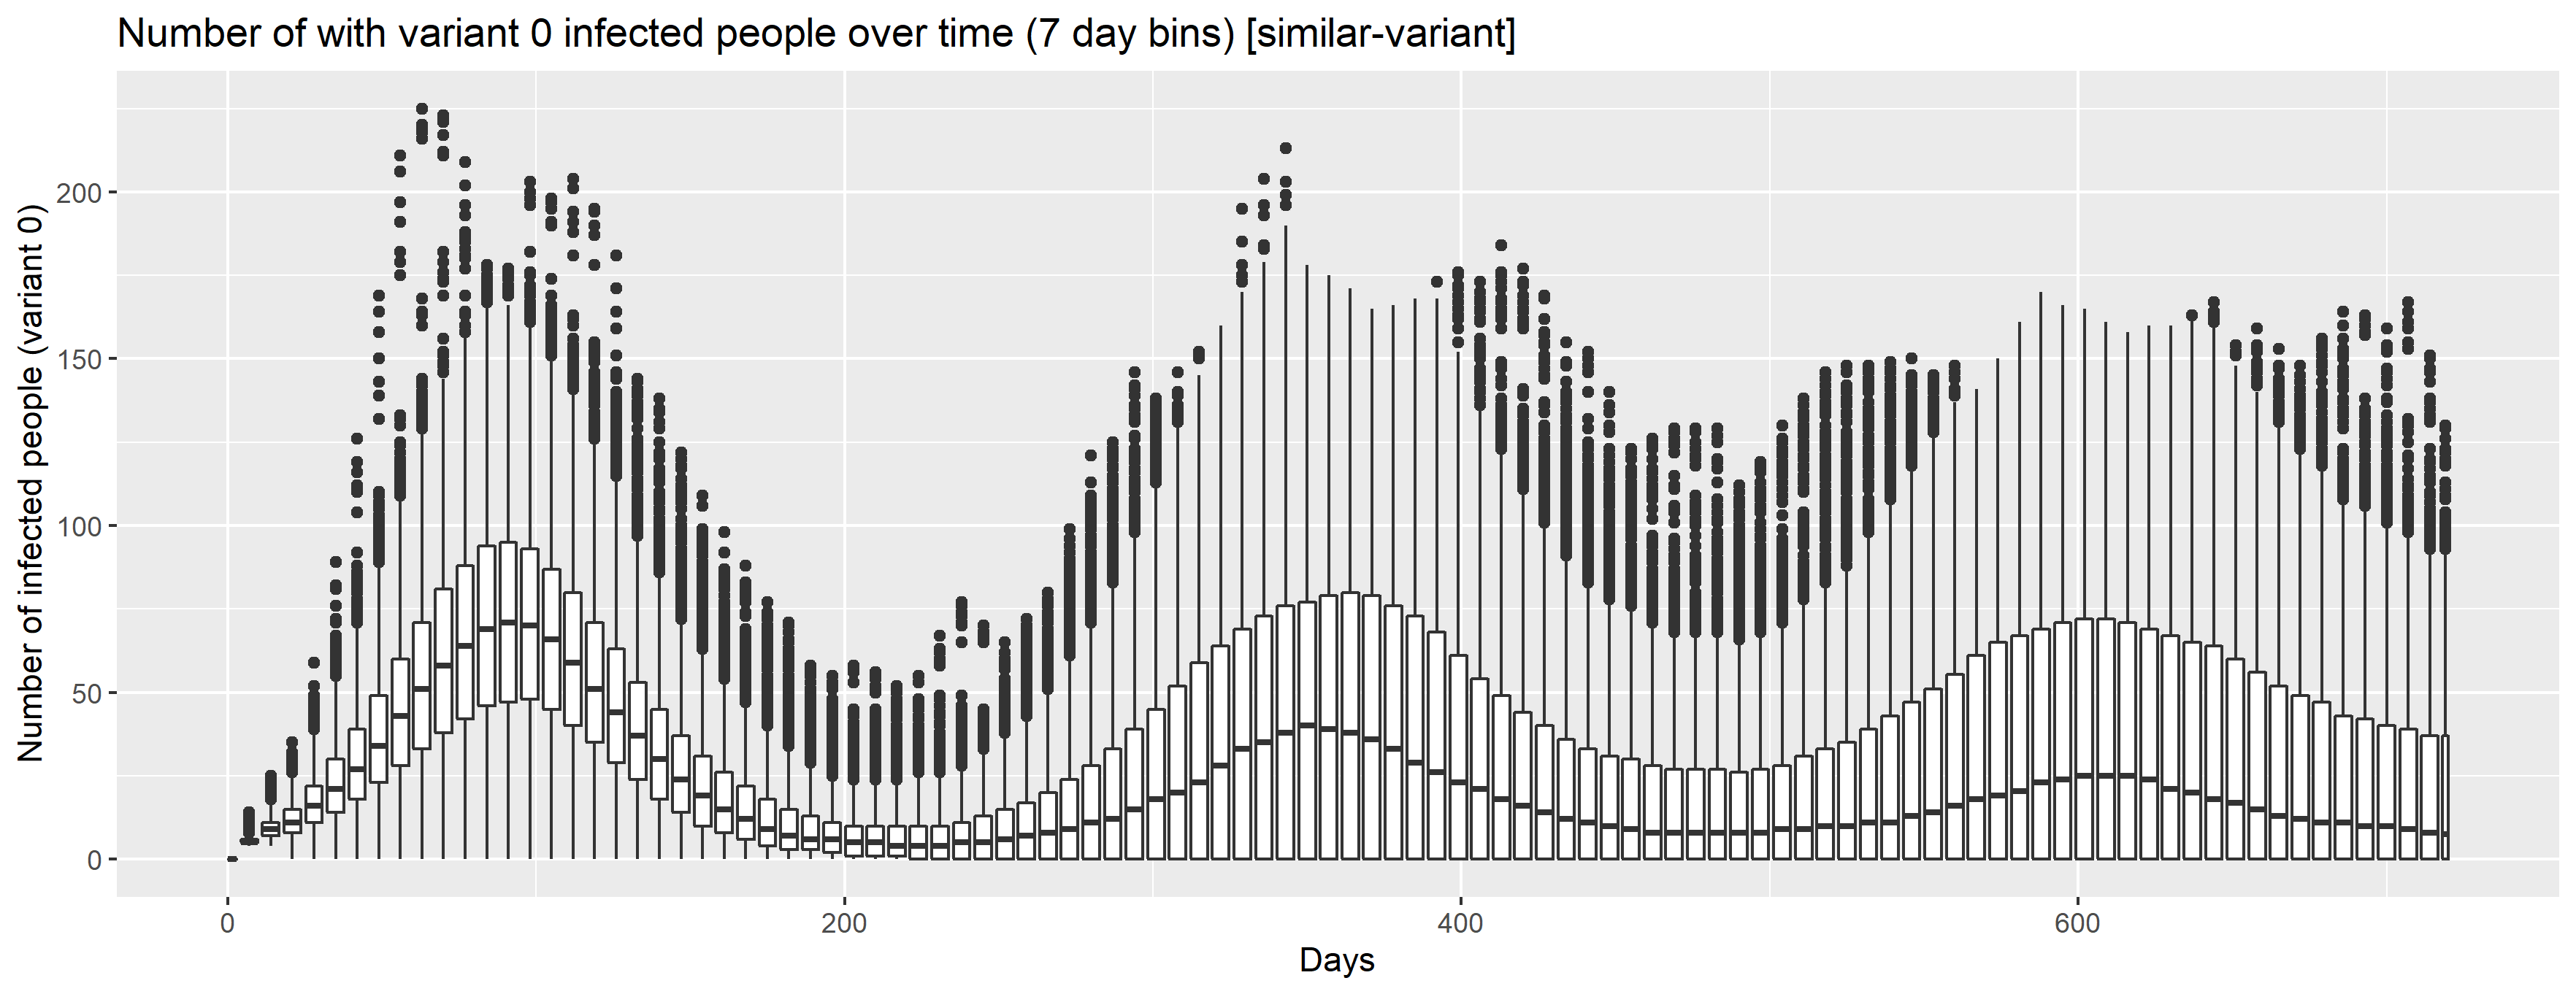 Number of with variant 0 infected people over time (7 day bins) [similar-variant]
Number of infected people (variant 0)
200
150
100
50
0
0 200 400 600
Days